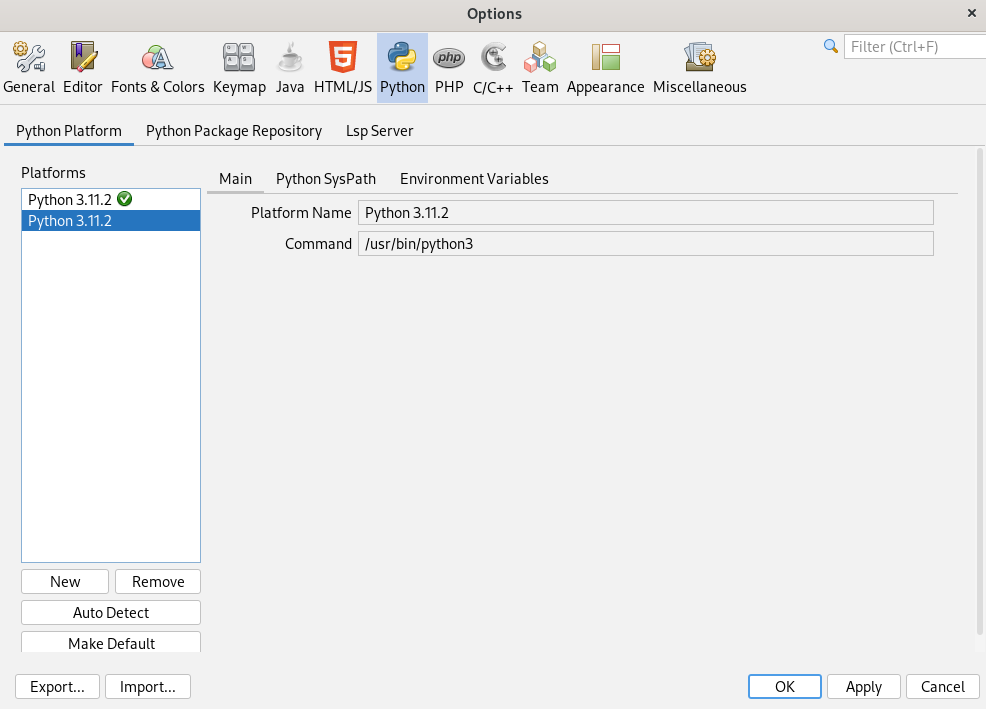 Options
Filter (Ctrl+F)
General Editor Fonts & Colors Keymap Java HTML/JS Python PHP C/C++ Team Appearance Miscellaneous
Python Platform Python Package Repository Lsp Server
Platforms
Python 3.11.2
Python 3.11.2
Main Python SysPath Environment Variables
Platform Name Python 3.11.2
Command /usr/bin/python3
New Remove
Auto Detect
Make Default
Export... Import... OK Apply Cancel